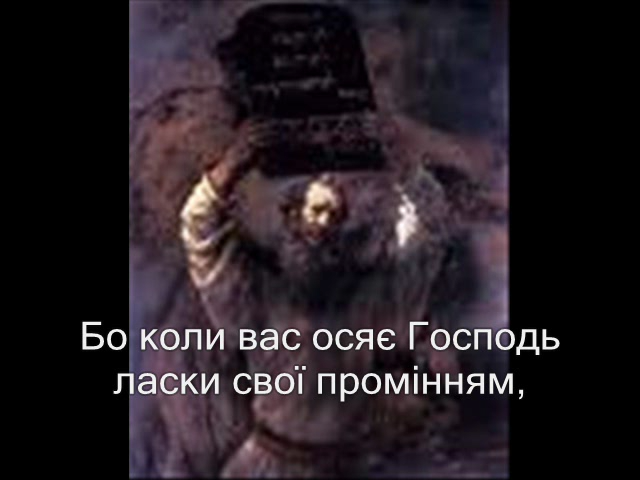 Бо коли вас осяє Господь
ласки свої промінням,